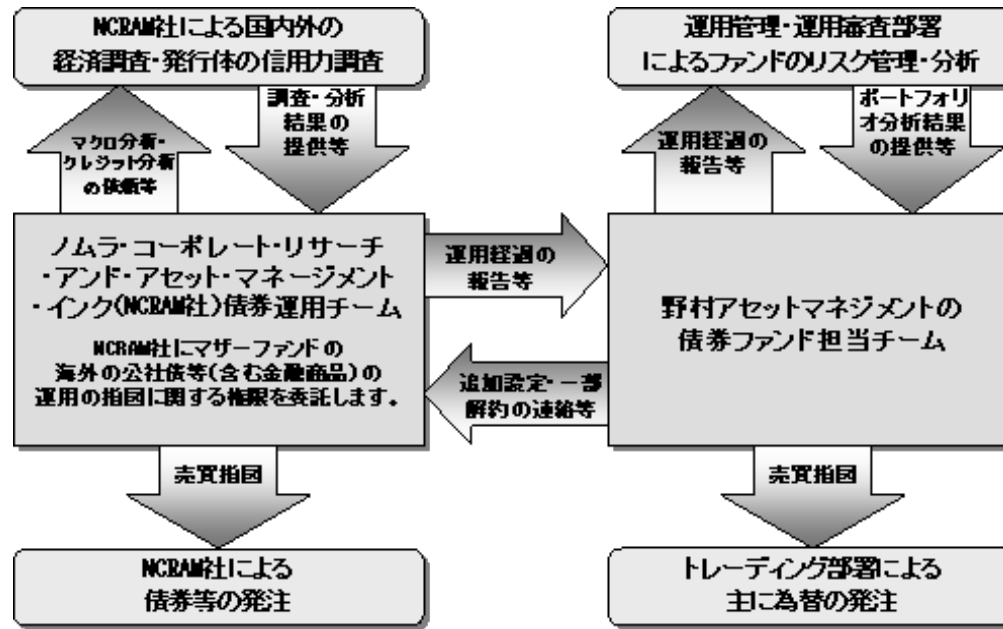 NCRAM社による国内外の
経済調査・発行体の信用力調査
運用管理・運用審査部署
によるファンドのリスク管理・分析
マクロ分析・
クレジット分析
の依頼等
調査・分析
結果の
提供等
運用経過の
報告等
ポートフォリ
オ分析結果
の提供等
ノムラ・コーポレート・リサーチ
・アンド・アセット・マネージメント
・インク(NCRAM社)債券運用チーム
NCRAM社にマザーファンドの
海外の公社債等(含む金融商品)の
運用の指図に関する権限を委託します。
運用経過の
報告等
追加設定・一部
解約の連絡等
野村アセットマネジメントの
債券ファンド担当チーム
売買指図
売買指図
NCRAM社による
債券等の発注
トレーディング部署による
主に為替の発注